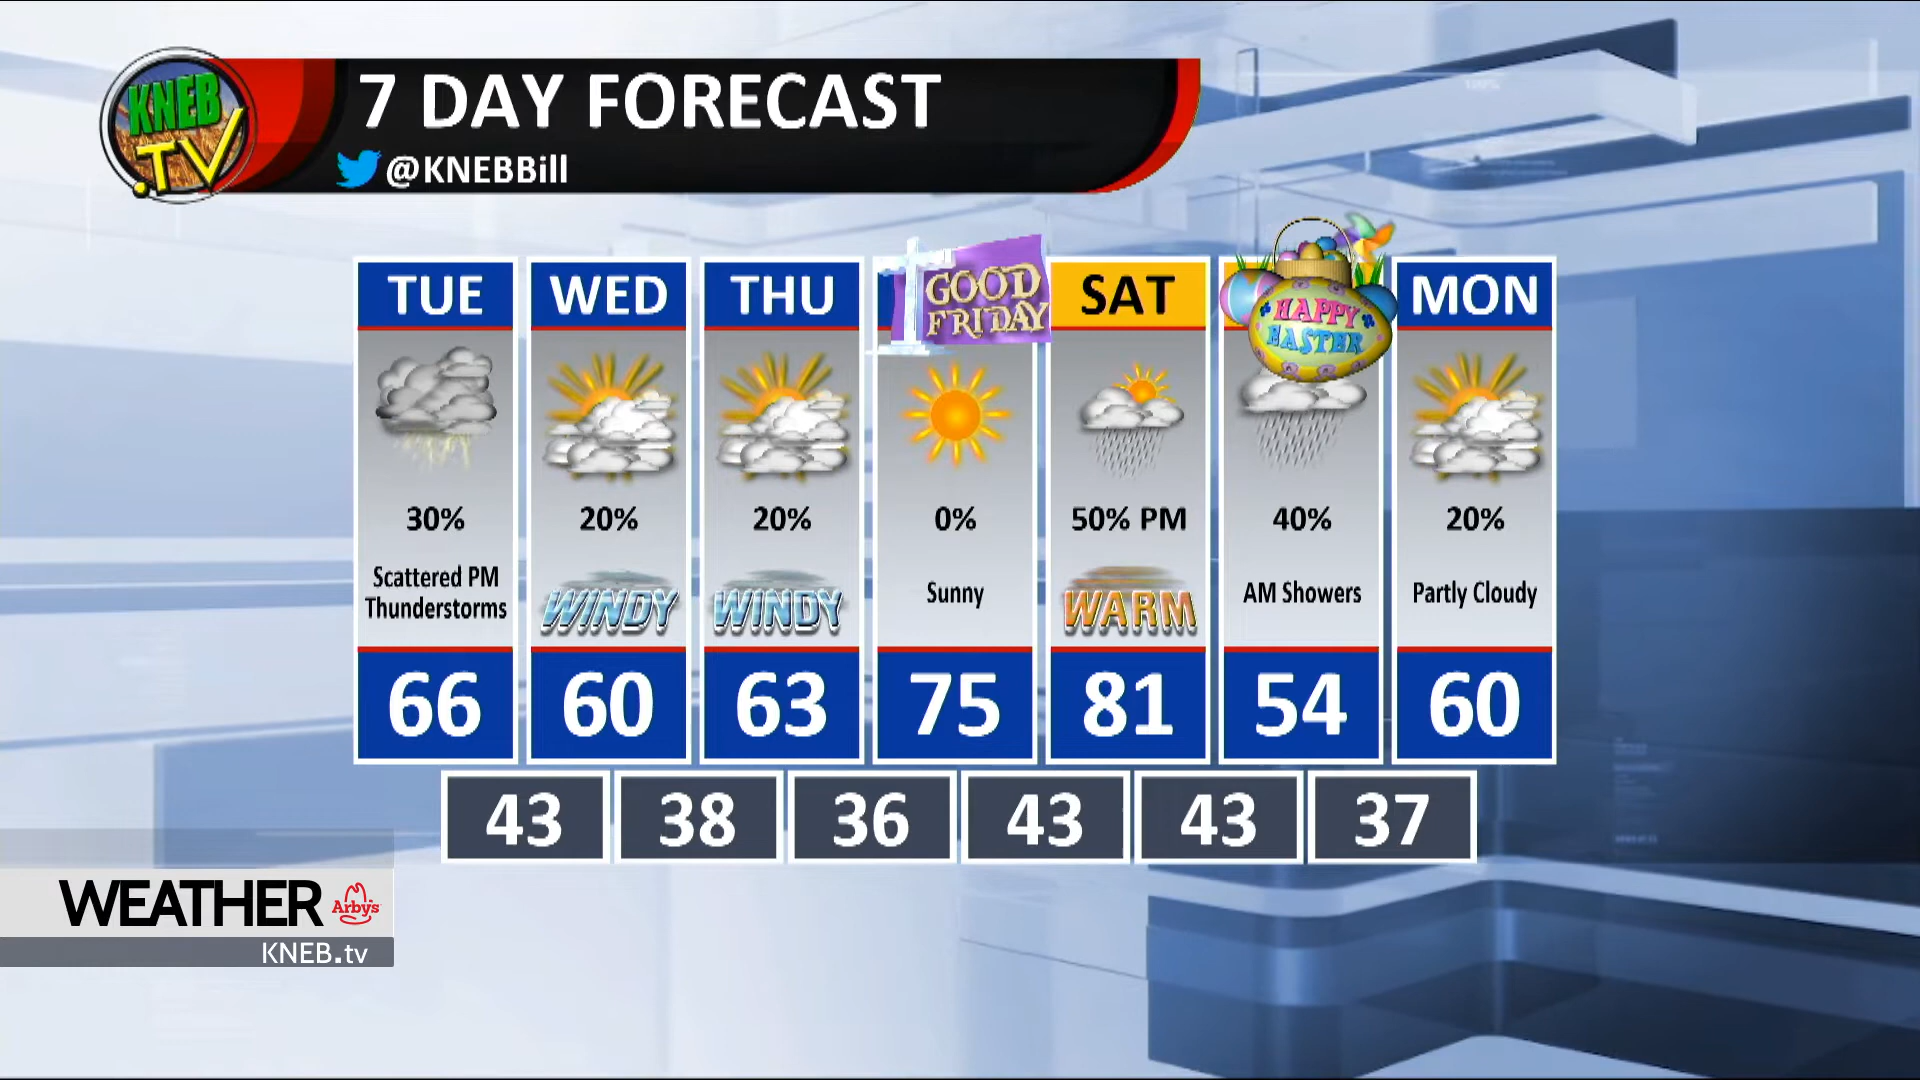 KNEB
.TV
7 DAY FORECAST
@KNEBBill
TUE
WED
THU
GOOD
FRIDAY
SAT
HAPPY
EASTER
MON
30%
20%
20%
0%
50% PM
40%
20%
Scattered PM
Thunderstorms
WINDY
WINDY
Sunny
WARM
AM Showers
Partly Cloudy
66
60
63
75
81
54
60
43
38
36
43
43
37
WEATHER
Arby's
KNEB.tv